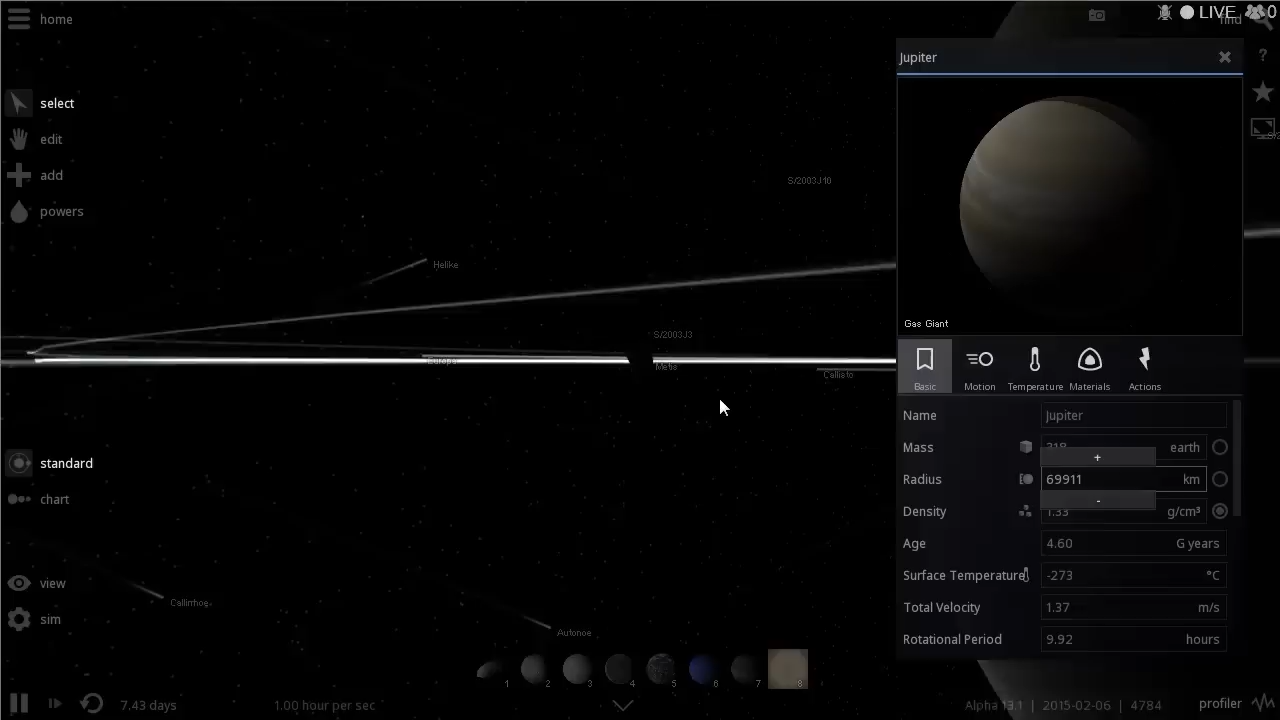 home
LIVE 0
find
Jupiter
select
edit
add
powers
S/2003J10
Helike
S/2003J3
Europa
Metis
Callisto
Gas Giant
Basic
Motion
Temperature
Materials
Actions
Name Jupiter
Mass 318 earth
+
Radius 69911 km
-
Density 1.33 g/cm³
Age 4.60 G years
Surface Temperature -273 °C
Total Velocity 1.37 m/s
Rotational Period 9.92 hours
standard
chart
view
sim
Callirrhoe
Autonoe
1 2 3 4 5 6 7 8
7.43 days
1.00 hour per sec
Alpha 13.1 | 2015-02-06 | 4784
profiler
?